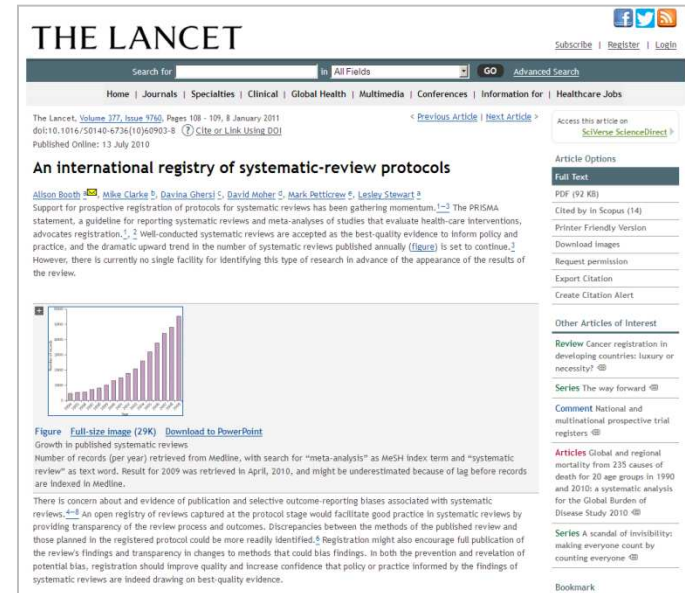 THE LANCET
Subscribe | Register | Login
Search for in All Fields GO Advanced Search
Home | Journals | Specialties | Clinical | Global Health | Multimedia | Conferences | Information for | Healthcare Jobs
The Lancet, Volume 377, Issue 9760, Pages 108 - 109, 8 January 2011
< Previous Article | Next Article >
doi:10.1016/S0140-6736(10)60903-8 ? Cite or Link Using DOI
Published Online: 13 July 2010
An international registry of systematic-review protocols
Alison Booth a, Mike Clarke b, Davina Ghersi c, David Moher d, Mark Petticrew e, Lesley Stewart a
Support for prospective registration of protocols for systematic reviews has been gathering momentum.1–3 The PRISMA
statement, a guideline for reporting systematic reviews and meta-analyses of studies that evaluate health-care interventions,
advocates registration.1, 2 Well-conducted systematic reviews are accepted as the best-quality evidence to inform policy and
practice, and the dramatic upward trend in the number of systematic reviews published annually (figure) is set to continue.3
However, there is currently no single facility for identifying this type of research in advance of the appearance of the results of
the review.
Figure Full-size image (29K) Download to PowerPoint
Growth in published systematic reviews
Number of records (per year) retrieved from Medline, with search for “meta-analysis” as MeSH index term and “systematic
review” as text word. Result for 2009 was retrieved in April, 2010, and might be underestimated because of lag before records
are indexed in Medline.
There is concern about and evidence of publication and selective outcome-reporting biases associated with systematic
reviews.4–8 An open registry of reviews captured at the protocol stage would facilitate good practice in systematic reviews by
providing transparency of the review process and outcomes. Discrepancies between the methods of the published review and
those planned in the registered protocol could be more readily identified.6 Registration might also encourage full publication of
the review's findings and transparency in changes to methods that could bias findings. In both the prevention and revelation of
potential bias, registration should improve quality and increase confidence that policy or practice informed by the findings of
systematic reviews are indeed drawing on best-quality evidence.
Access this article on
SciVerse ScienceDirect
Article Options
Full Text
PDF (92 KB)
Cited by in Scopus (14)
Printer Friendly Version
Download images
Request permission
Export Citation
Create Citation Alert
Other Articles of Interest
Review Cancer registration in
developing countries: luxury or
necessity?
Series The way forward
Comment National and
multinational prospective trial
registers
Articles Global and regional
mortality from 235 causes of
death for 20 age groups in 1990
and 2010: a systematic analysis
for the Global Burden of
Disease Study 2010
Series A scandal of invisibility:
making everyone count by
counting everyone
Bookmark